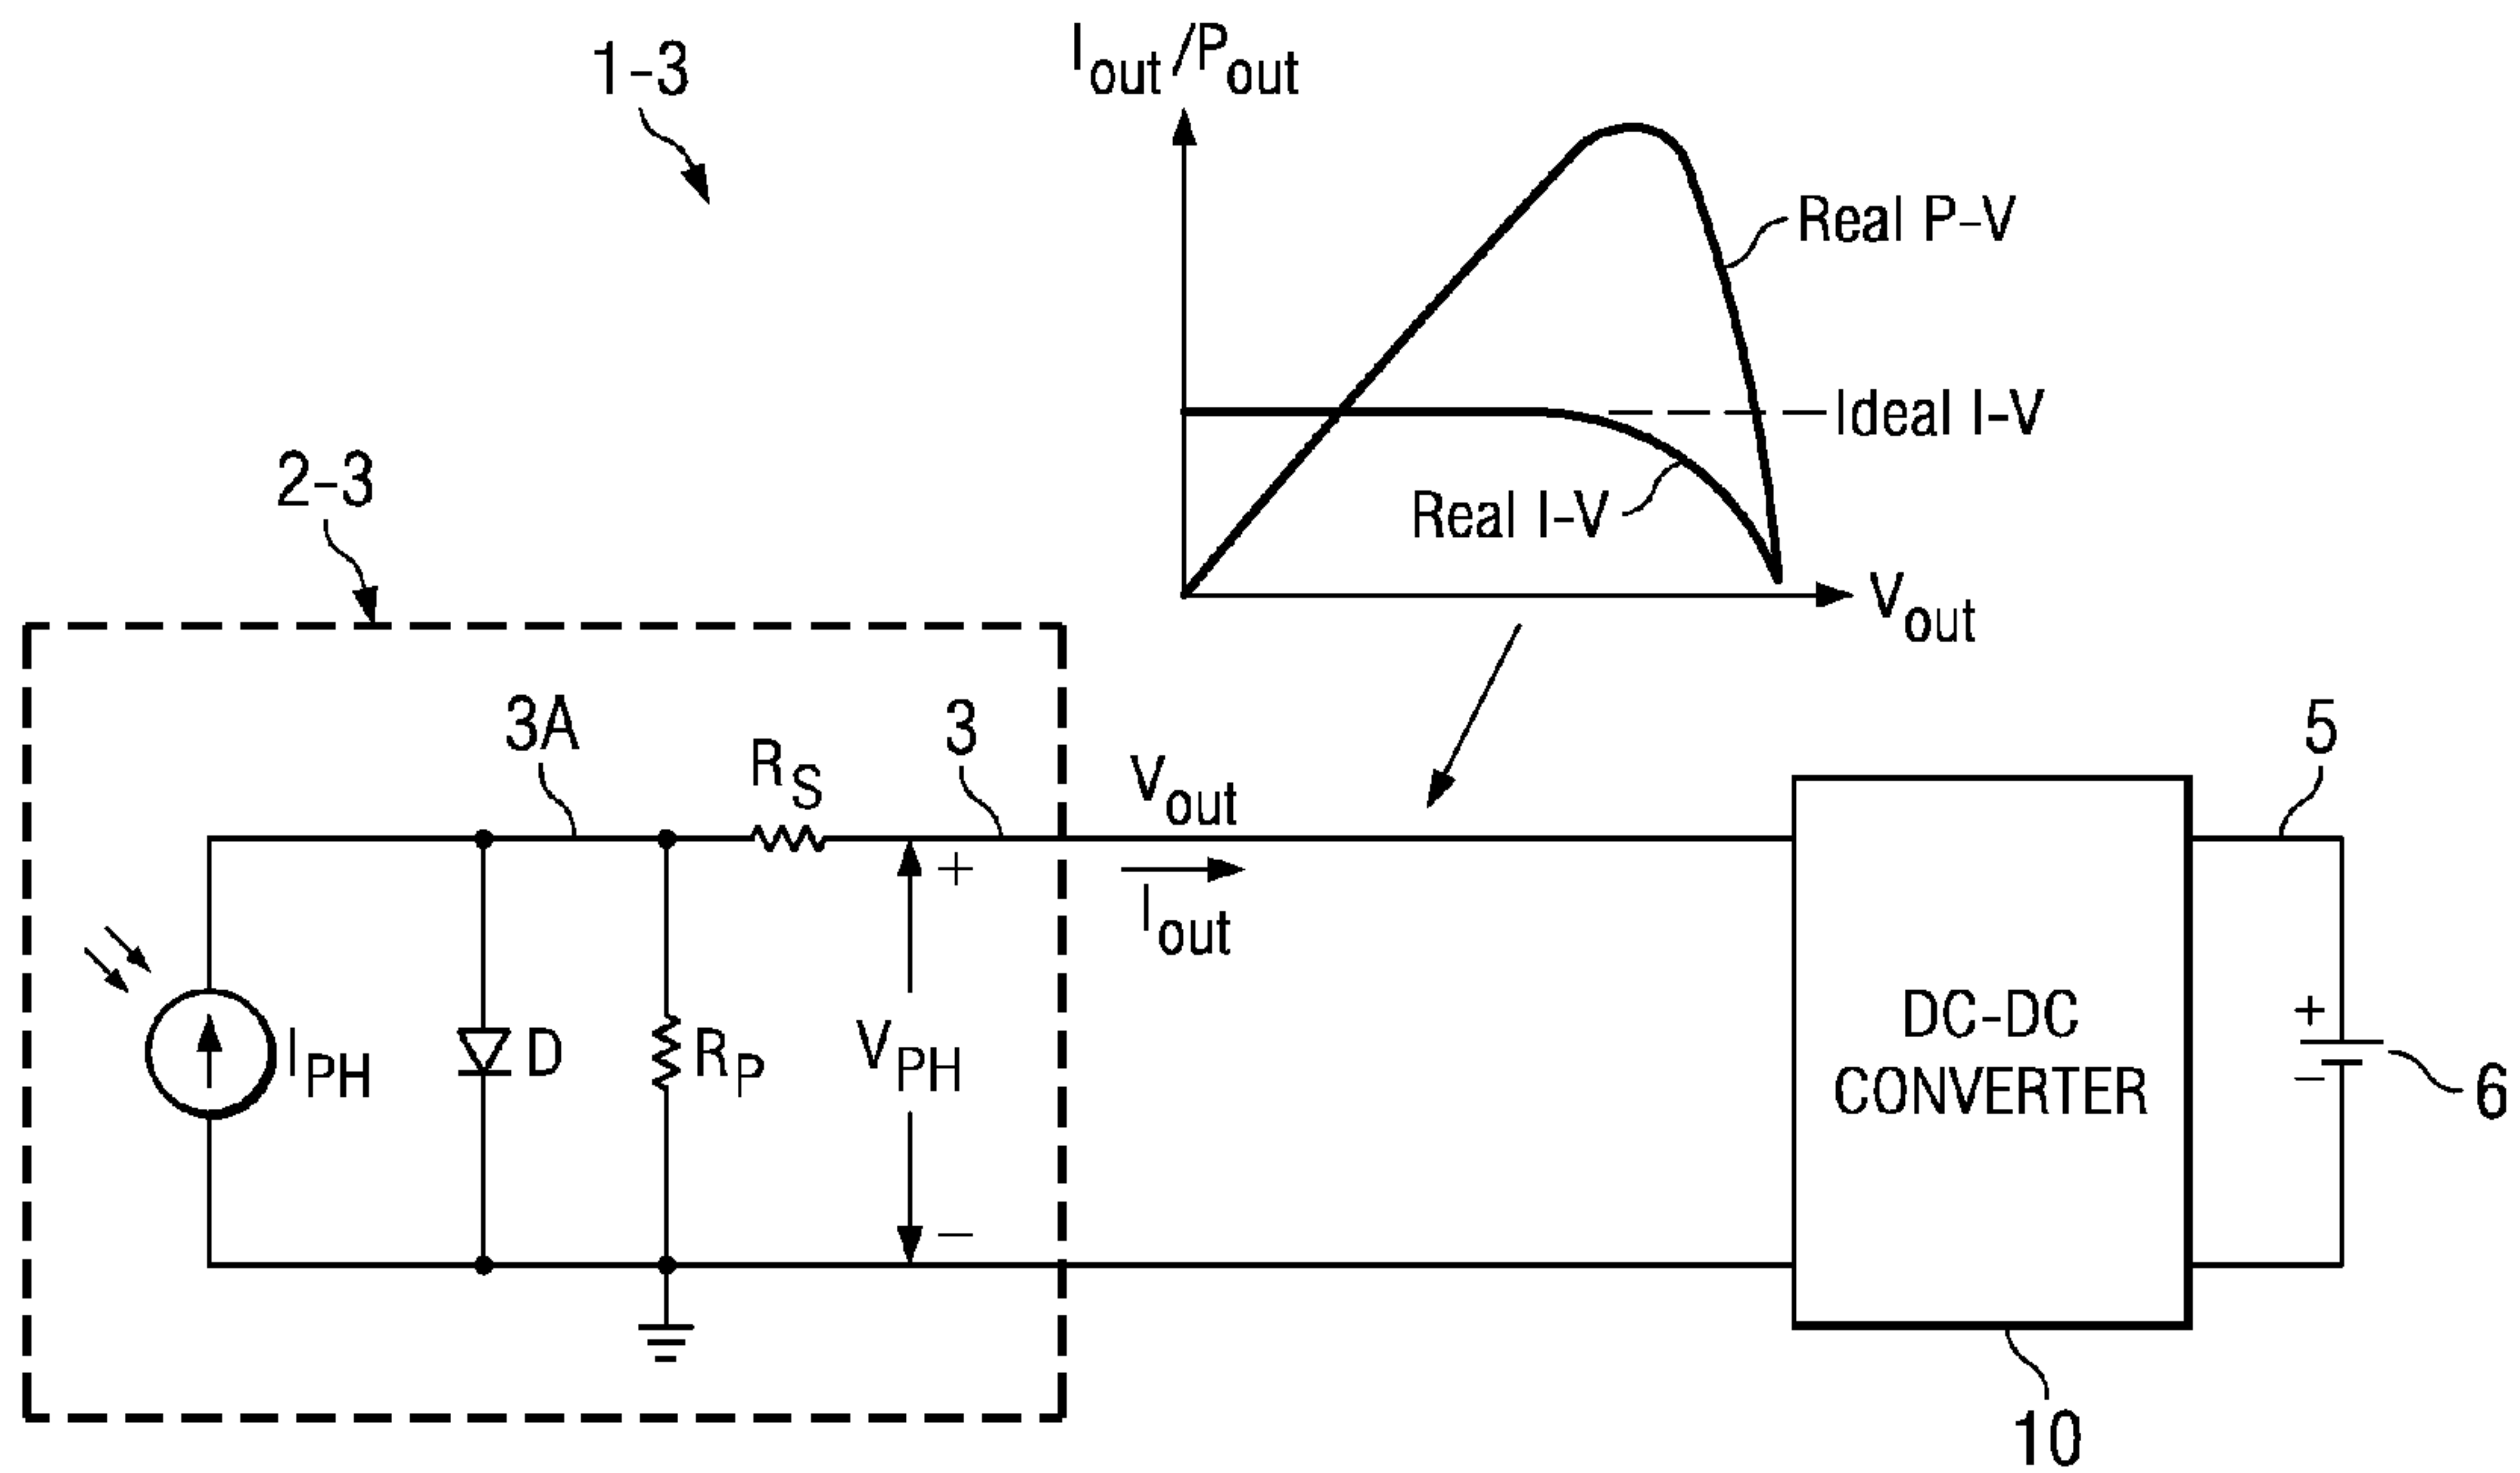 1-3
Iout/Pout
Real P-V
Ideal I-V
Real I-V
Vout
2-3
3A
RS
3
Vout
Iout
5
IPH
D
RP
+
VPH
−
DC-DC
CONVERTER
+
−
6
10